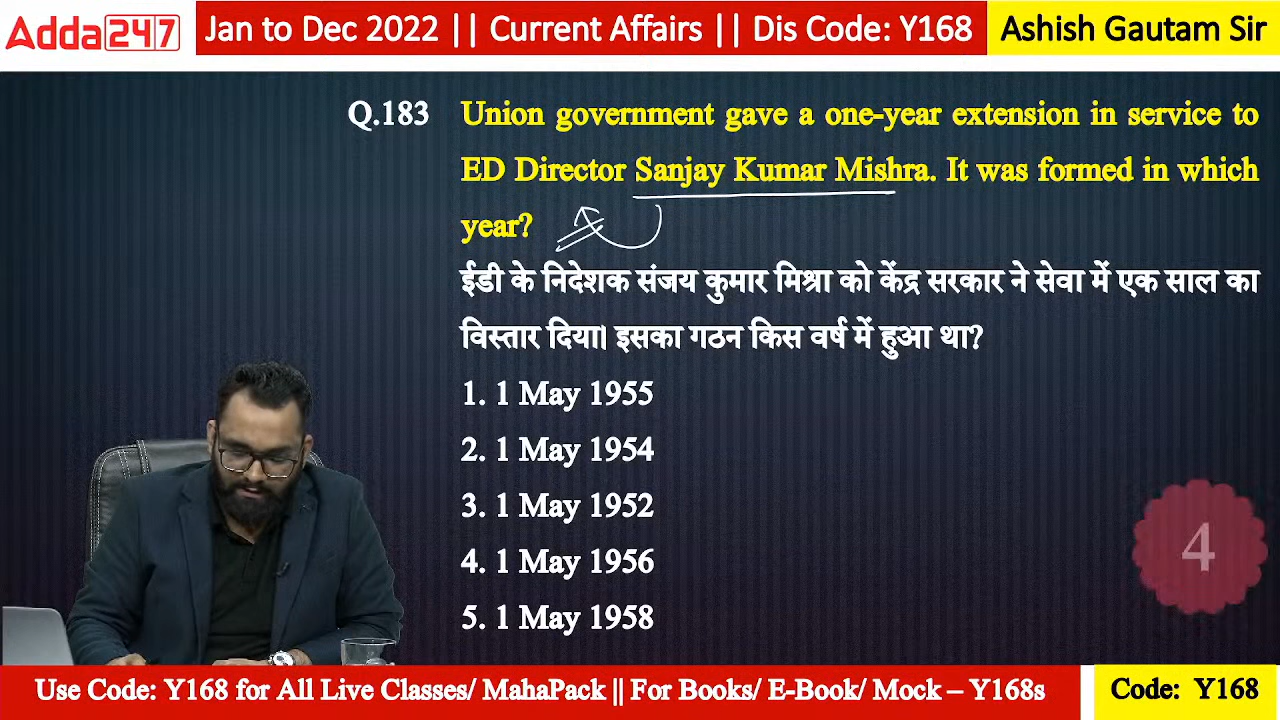 Adda247
Jan to Dec 2022 || Current Affairs || Dis Code: Y168
Ashish Gautam Sir
Q.183 Union government gave a one-year extension in service to
ED Director Sanjay Kumar Mishra. It was formed in which
year?
ईडी के निदेशक संजय कुमार मिश्रा को केंद्र सरकार ने सेवा में एक साल का
विस्तार दिया। इसका गठन किस वर्ष में हुआ था?
1. 1 May 1955
2. 1 May 1954
3. 1 May 1952
4. 1 May 1956
5. 1 May 1958
4
Use Code: Y168 for All Live Classes/ MahaPack || For Books/ E-Book/ Mock – Y168s
Code: Y168